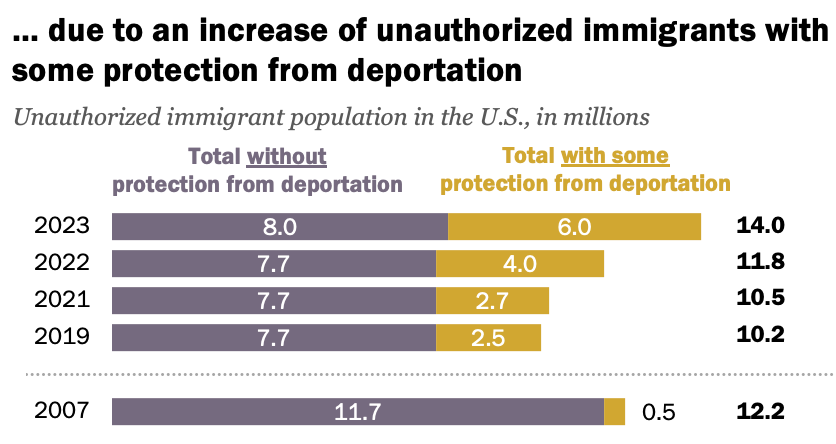 ... due to an increase of unauthorized immigrants with
some protection from deportation
Unauthorized immigrant population in the U.S., in millions
Total without
protection from deportation
Total with some
protection from deportation
2023 8.0 6.0 14.0
2022 7.7 4.0 11.8
2021 7.7 2.7 10.5
2019 7.7 2.5 10.2
2007 11.7 0.5 12.2